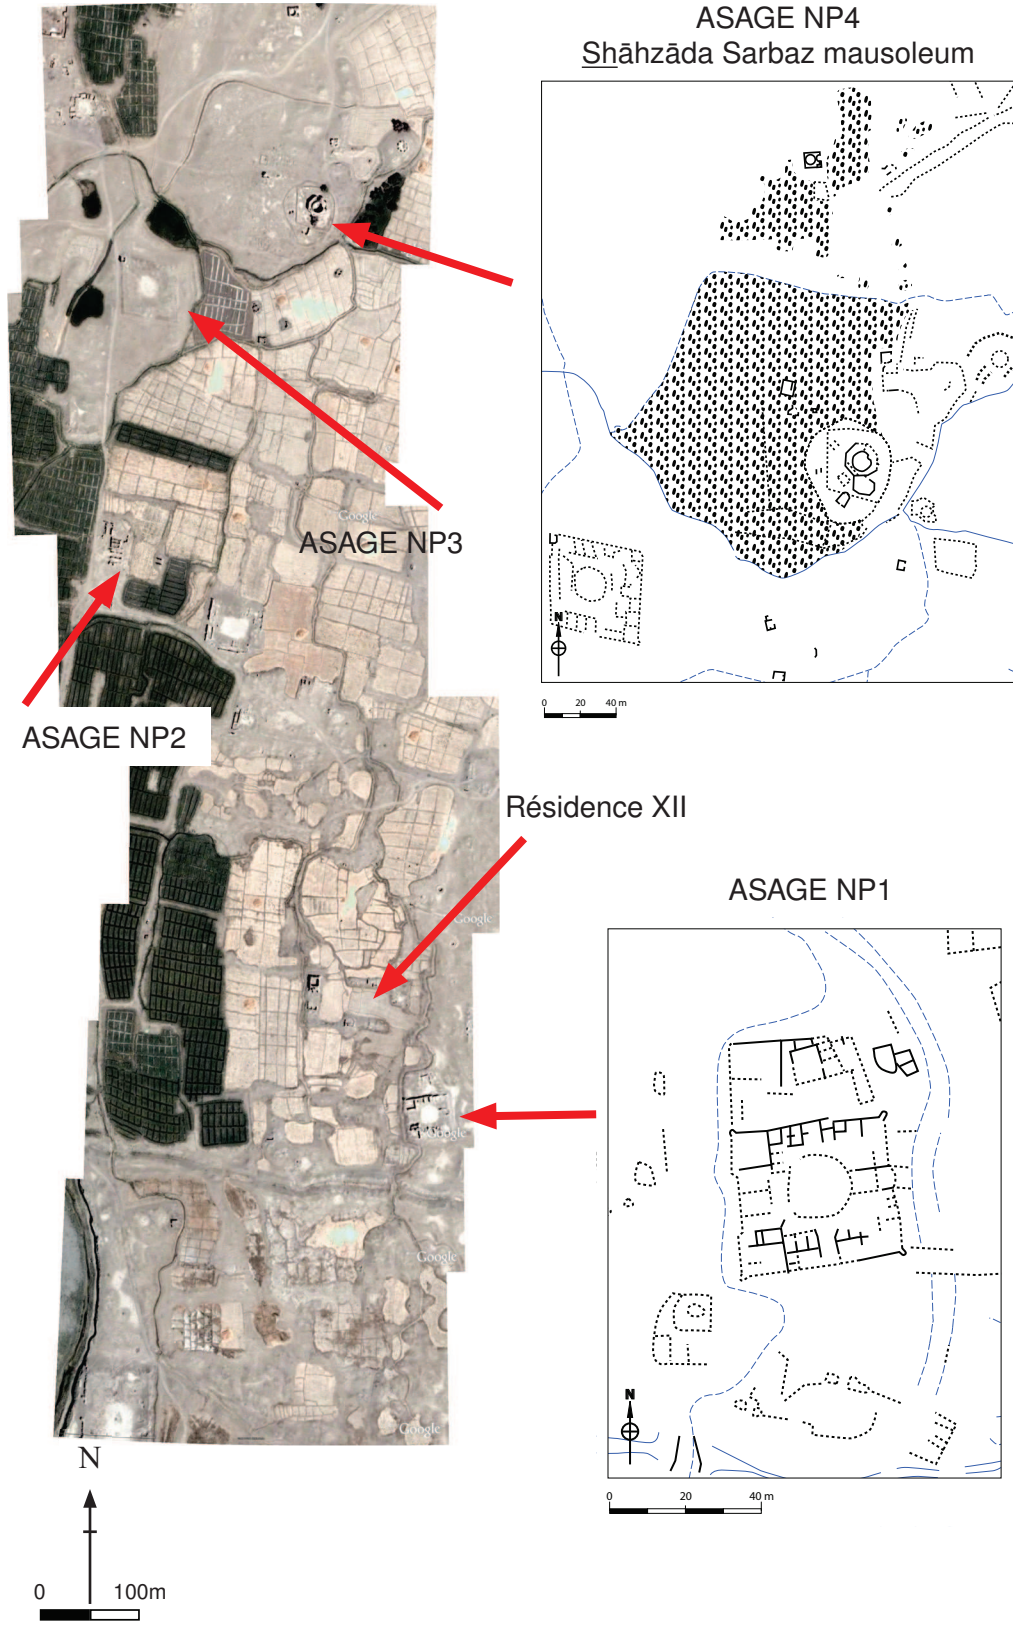 ASAGE NP4
Shāhzāda Sarbaz mausoleum
N
0 20 40 m
Google
ASAGE NP3
ASAGE NP2
Résidence XII
Google
ASAGE NP1
Google
Google
Google
N
0 20 40 m
N
0 100m